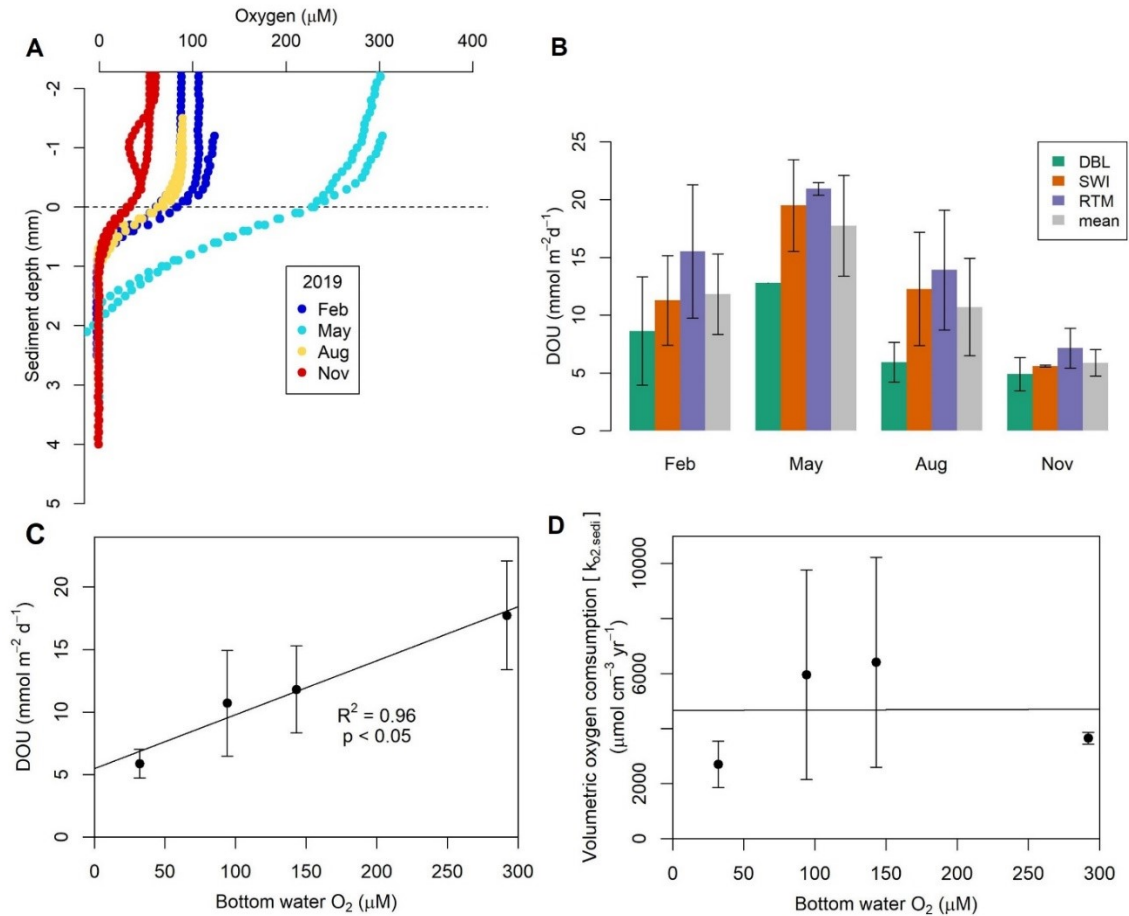 A
Oxygen (µM)
0 100 200 300 400
Sediment depth (mm)
-2
-1
0
1
2
3
4
5
2019
Feb
May
Aug
Nov
B
DOU (mmol m⁻²d⁻¹)
25
20
15
10
5
0
DBL
SWI
RTM
mean
Feb May Aug Nov
C
DOU (mmol m⁻² d⁻¹)
20
15
10
5
0
R² = 0.96
p < 0.05
0 50 100 150 200 250 300
Bottom water O₂ (µM)
D
Volumetric oxygen comsumption [ k₀₂.sedi ]
(µmol cm⁻³ yr⁻¹)
10000
6000
2000
0
0 50 100 150 200 250 300
Bottom water O₂ (µM)